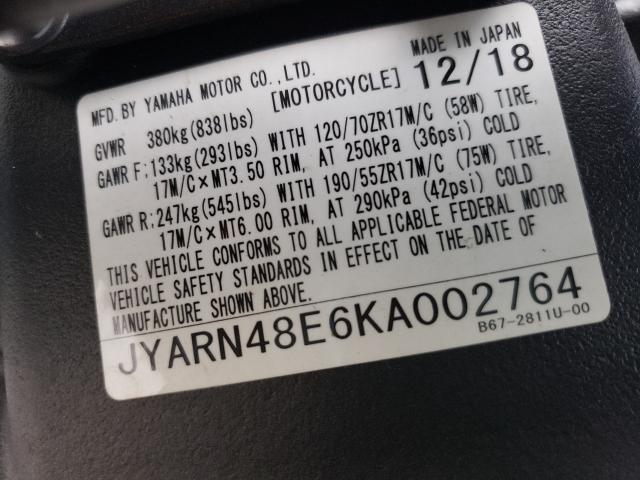 MADE IN JAPAN
MFD. BY YAMAHA MOTOR CO., LTD.
[MOTORCYCLE] 12/18
GVWR 380kg(838lbs)
GAWR F:133kg(293lbs) WITH 120/70ZR17M/C (58W) TIRE,
17M/C×MT3.50 RIM, AT 250kPa (36psi) COLD
GAWR R:247kg(545lbs) WITH 190/55ZR17M/C (75W) TIRE,
17M/C×MT6.00 RIM, AT 290kPa (42psi) COLD
THIS VEHICLE CONFORMS TO ALL APPLICABLE FEDERAL MOTOR
VEHICLE SAFETY STANDARDS IN EFFECT ON THE DATE OF
MANUFACTURE SHOWN ABOVE.
JYARN48E6KA002764
B67-2811U-00